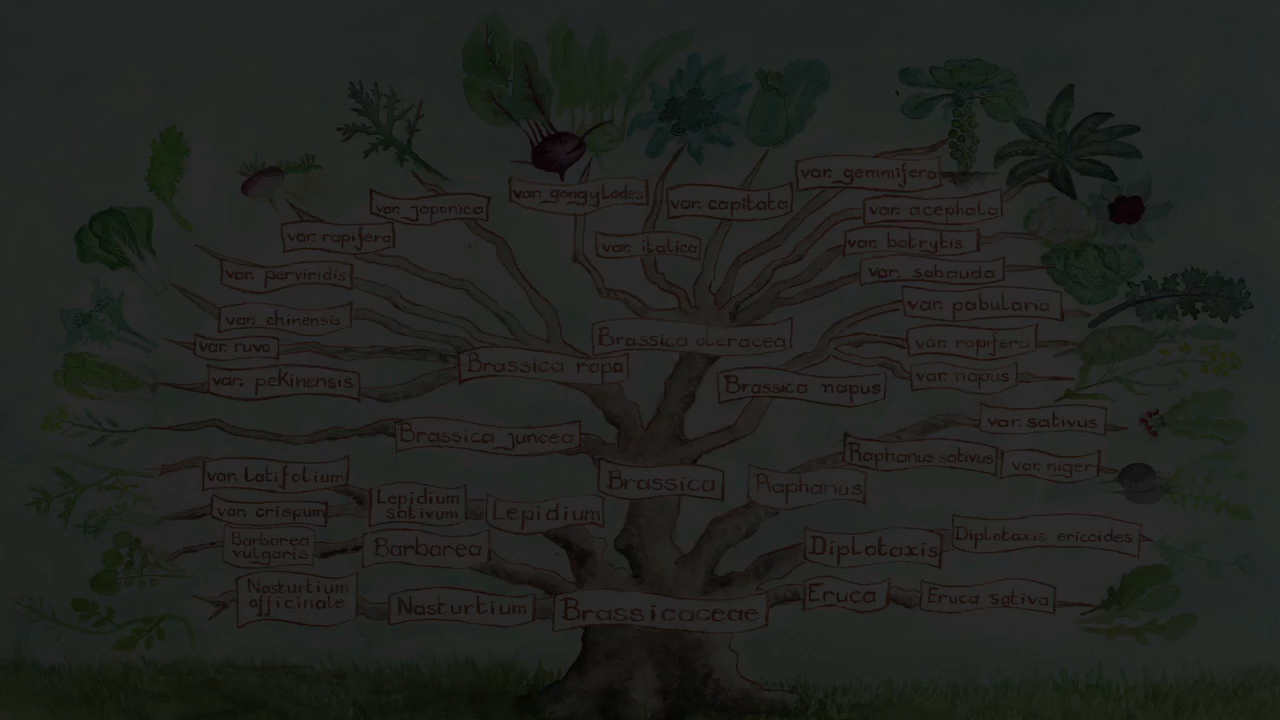 var. gemmifera
var. gongylodes
var. capitata
var. japonica
var. acephala
var. rapifera
var. italica
var. botrytis
var. perviridis
var. sabauda
var. pabularia
var. chinensis
Brassica oleracea
var. rapifera
var. ruvo
Brassica rapa
var. napus
var. pekinensis
Brassica napus
var. sativus
Brassica juncea
Raphanus sativus
var. niger
var. latifolium
Brassica
Raphanus
var. crispum
Lepidium
sativum
Lepidium
Barbarea
vulgaris
Barbarea
Diplotaxis
Diplotaxis ericoides
Nasturtium
officinale
Nasturtium
Brassicaceae
Eruca
Eruca sativa